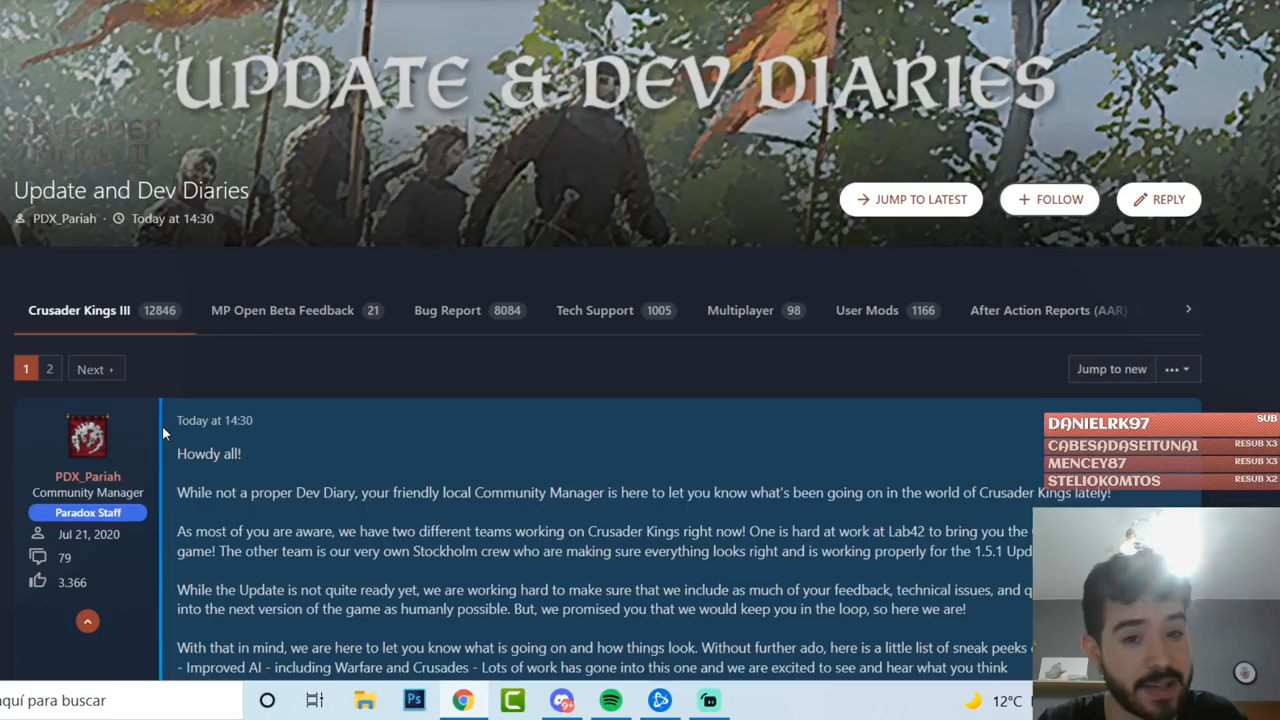 UPDATE & DEV DIARIES
CRUSADER
KINGS III
Update and Dev Diaries
PDX_Pariah · Today at 14:30
JUMP TO LATEST
+ FOLLOW
REPLY
Crusader Kings III 12846
MP Open Beta Feedback 21
Bug Report 8084
Tech Support 1005
Multiplayer 98
User Mods 1166
After Action Reports (AAR)
1 2 Next
Jump to new
PDX_Pariah
Community Manager
Paradox Staff
Jul 21, 2020
79
3.366
Today at 14:30
Howdy all!
While not a proper Dev Diary, your friendly local Community Manager is here to let you know what's been going on in the world of Crusader Kings lately!
As most of you are aware, we have two different teams working on Crusader Kings right now! One is hard at work at Lab42 to bring you the
game! The other team is our very own Stockholm crew who are making sure everything looks right and is working properly for the 1.5.1 Upd
While the Update is not quite ready yet, we are working hard to make sure that we include as much of your feedback, technical issues, and q
into the next version of the game as humanly possible. But, we promised you that we would keep you in the loop, so here we are!
With that in mind, we are here to let you know what is going on and how things look. Without further ado, here is a little list of sneak peeks
- Improved AI - including Warfare and Crusades - Lots of work has gone into this one and we are excited to see and hear what you think
DANIELRK97 SUB
CABESADASEITUNA1 RESUB X3
MENCEY87 RESUB X3
STELIOKOMTOS RESUB X2
aquí para buscar
Ps
C
9+
12°C